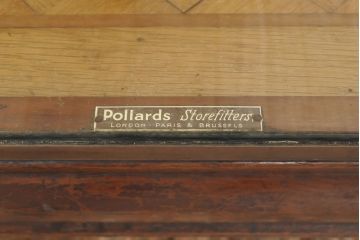 Pollards Storefitters
LONDON · PARIS & BRUSSELS